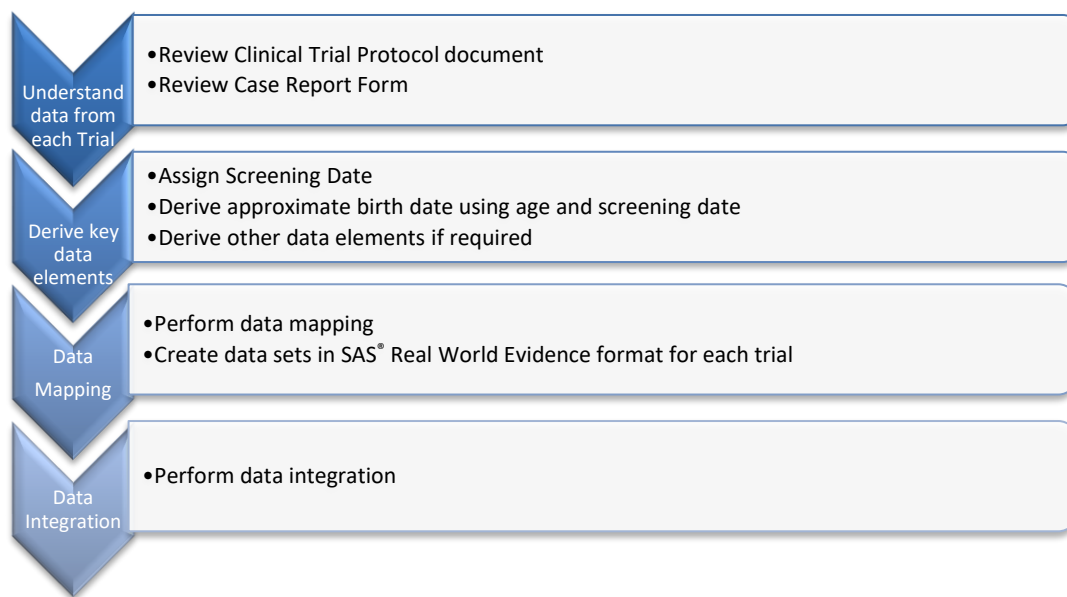 Understand
data from
each Trial
•Review Clinical Trial Protocol document
•Review Case Report Form
Derive key
data
elements
•Assign Screening Date
•Derive approximate birth date using age and screening date
•Derive other data elements if required
Data
Mapping
•Perform data mapping
•Create data sets in SAS® Real World Evidence format for each trial
Data
Integration
•Perform data integration